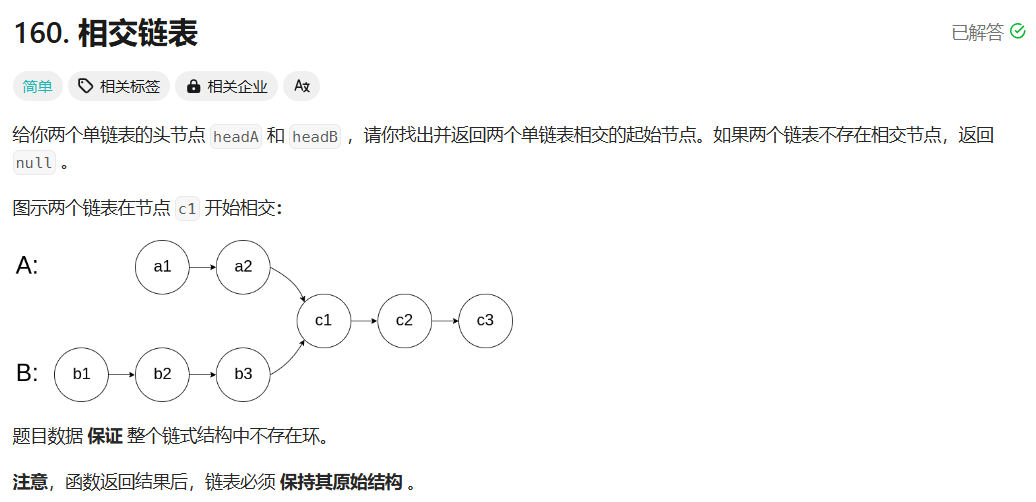 160. 相交链表
已解答
简单 相关标签 相关企业
给你两个单链表的头节点 headA 和 headB ，请你找出并返回两个单链表相交的起始节点。如果两个链表不存在相交节点，返回
null 。
图示两个链表在节点 c1 开始相交：
A: a1 a2
c1 c2 c3
B: b1 b2 b3
题目数据 保证 整个链式结构中不存在环。
注意，函数返回结果后，链表必须 保持其原始结构 。